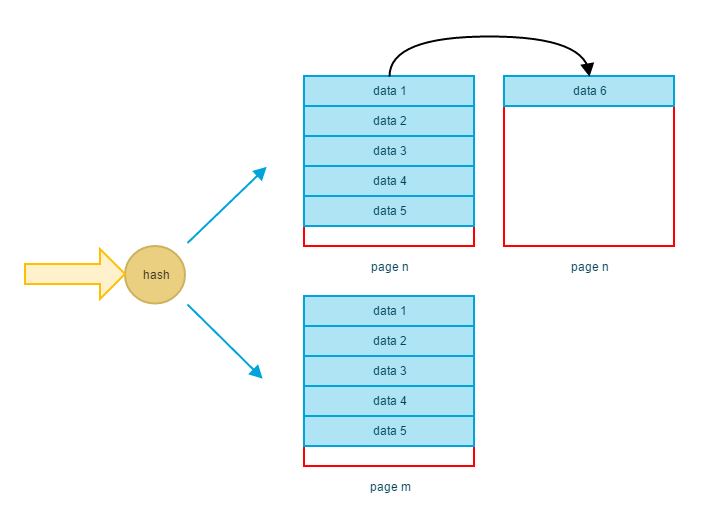 hash
data 1
data 2
data 3
data 4
data 5
page n
data 6
page n
data 1
data 2
data 3
data 4
data 5
page m